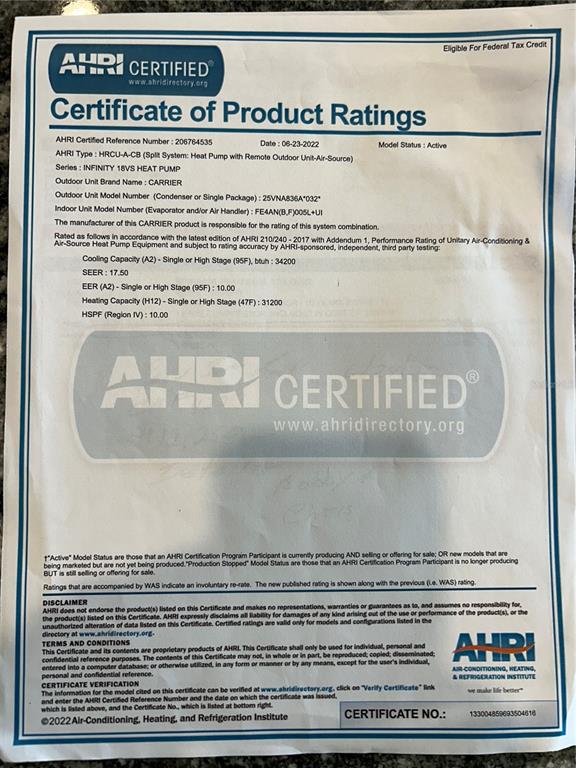 AHRI CERTIFIED®
www.ahridirectory.org
Eligible For Federal Tax Credit
Certificate of Product Ratings
AHRI Certified Reference Number : 206764535 Date : 06-23-2022 Model Status : Active
AHRI Type : HRCU-A-CB (Split System: Heat Pump with Remote Outdoor Unit-Air-Source)
Series : INFINITY 18VS HEAT PUMP
Outdoor Unit Brand Name : CARRIER
Outdoor Unit Model Number (Condenser or Single Package) : 25VNA836A*032*
Indoor Unit Model Number (Evaporator and/or Air Handler) : FE4AN(B,F)005L+UI
The manufacturer of this CARRIER product is responsible for the rating of this system combination.
Rated as follows in accordance with the latest edition of AHRI 210/240 - 2017 with Addendum 1, Performance Rating of Unitary Air-Conditioning &
Air-Source Heat Pump Equipment and subject to rating accuracy by AHRI-sponsored, independent, third party testing:
Cooling Capacity (A2) - Single or High Stage (95F), btuh : 34200
SEER : 17.50
EER (A2) - Single or High Stage (95F) : 10.00
Heating Capacity (H12) - Single or High Stage (47F) : 31200
HSPF (Region IV) : 10.00
AHRI CERTIFIED®
www.ahridirectory.org
†"Active" Model Status are those that an AHRI Certification Program Participant is currently producing AND selling or offering for sale; OR new models that are
being marketed but are not yet being produced."Production Stopped" Model Status are those that an AHRI Certification Program Participant is no longer producing
BUT is still selling or offering for sale.
Ratings that are accompanied by WAS indicate an involuntary re-rate. The new published rating is shown along with the previous (i.e. WAS) rating.
DISCLAIMER
AHRI does not endorse the product(s) listed on this Certificate and makes no representations, warranties or guarantees as to, and assumes no responsibility for,
the product(s) listed on this Certificate. AHRI expressly disclaims all liability for damages of any kind arising out of the use or performance of the product(s), or the
unauthorized alteration of data listed on this Certificate. Certified ratings are valid only for models and configurations listed in the
directory at www.ahridirectory.org.
TERMS AND CONDITIONS
This Certificate and its contents are proprietary products of AHRI. This Certificate shall only be used for individual, personal and
confidential reference purposes. The contents of this Certificate may not, in whole or in part, be reproduced; copied; disseminated;
entered into a computer database; or otherwise utilized, in any form or manner or by any means, except for the user's individual,
personal and confidential reference.
CERTIFICATE VERIFICATION
The information for the model cited on this certificate can be verified at www.ahridirectory.org, click on "Verify Certificate" link
and enter the AHRI Certified Reference Number and the date on which the certificate was issued,
which is listed above, and the Certificate No., which is listed at bottom right.
©2022 Air-Conditioning, Heating, and Refrigeration Institute
AHRI
AIR-CONDITIONING, HEATING,
& REFRIGERATION INSTITUTE
we make life better™
CERTIFICATE NO.: 133004859693504616